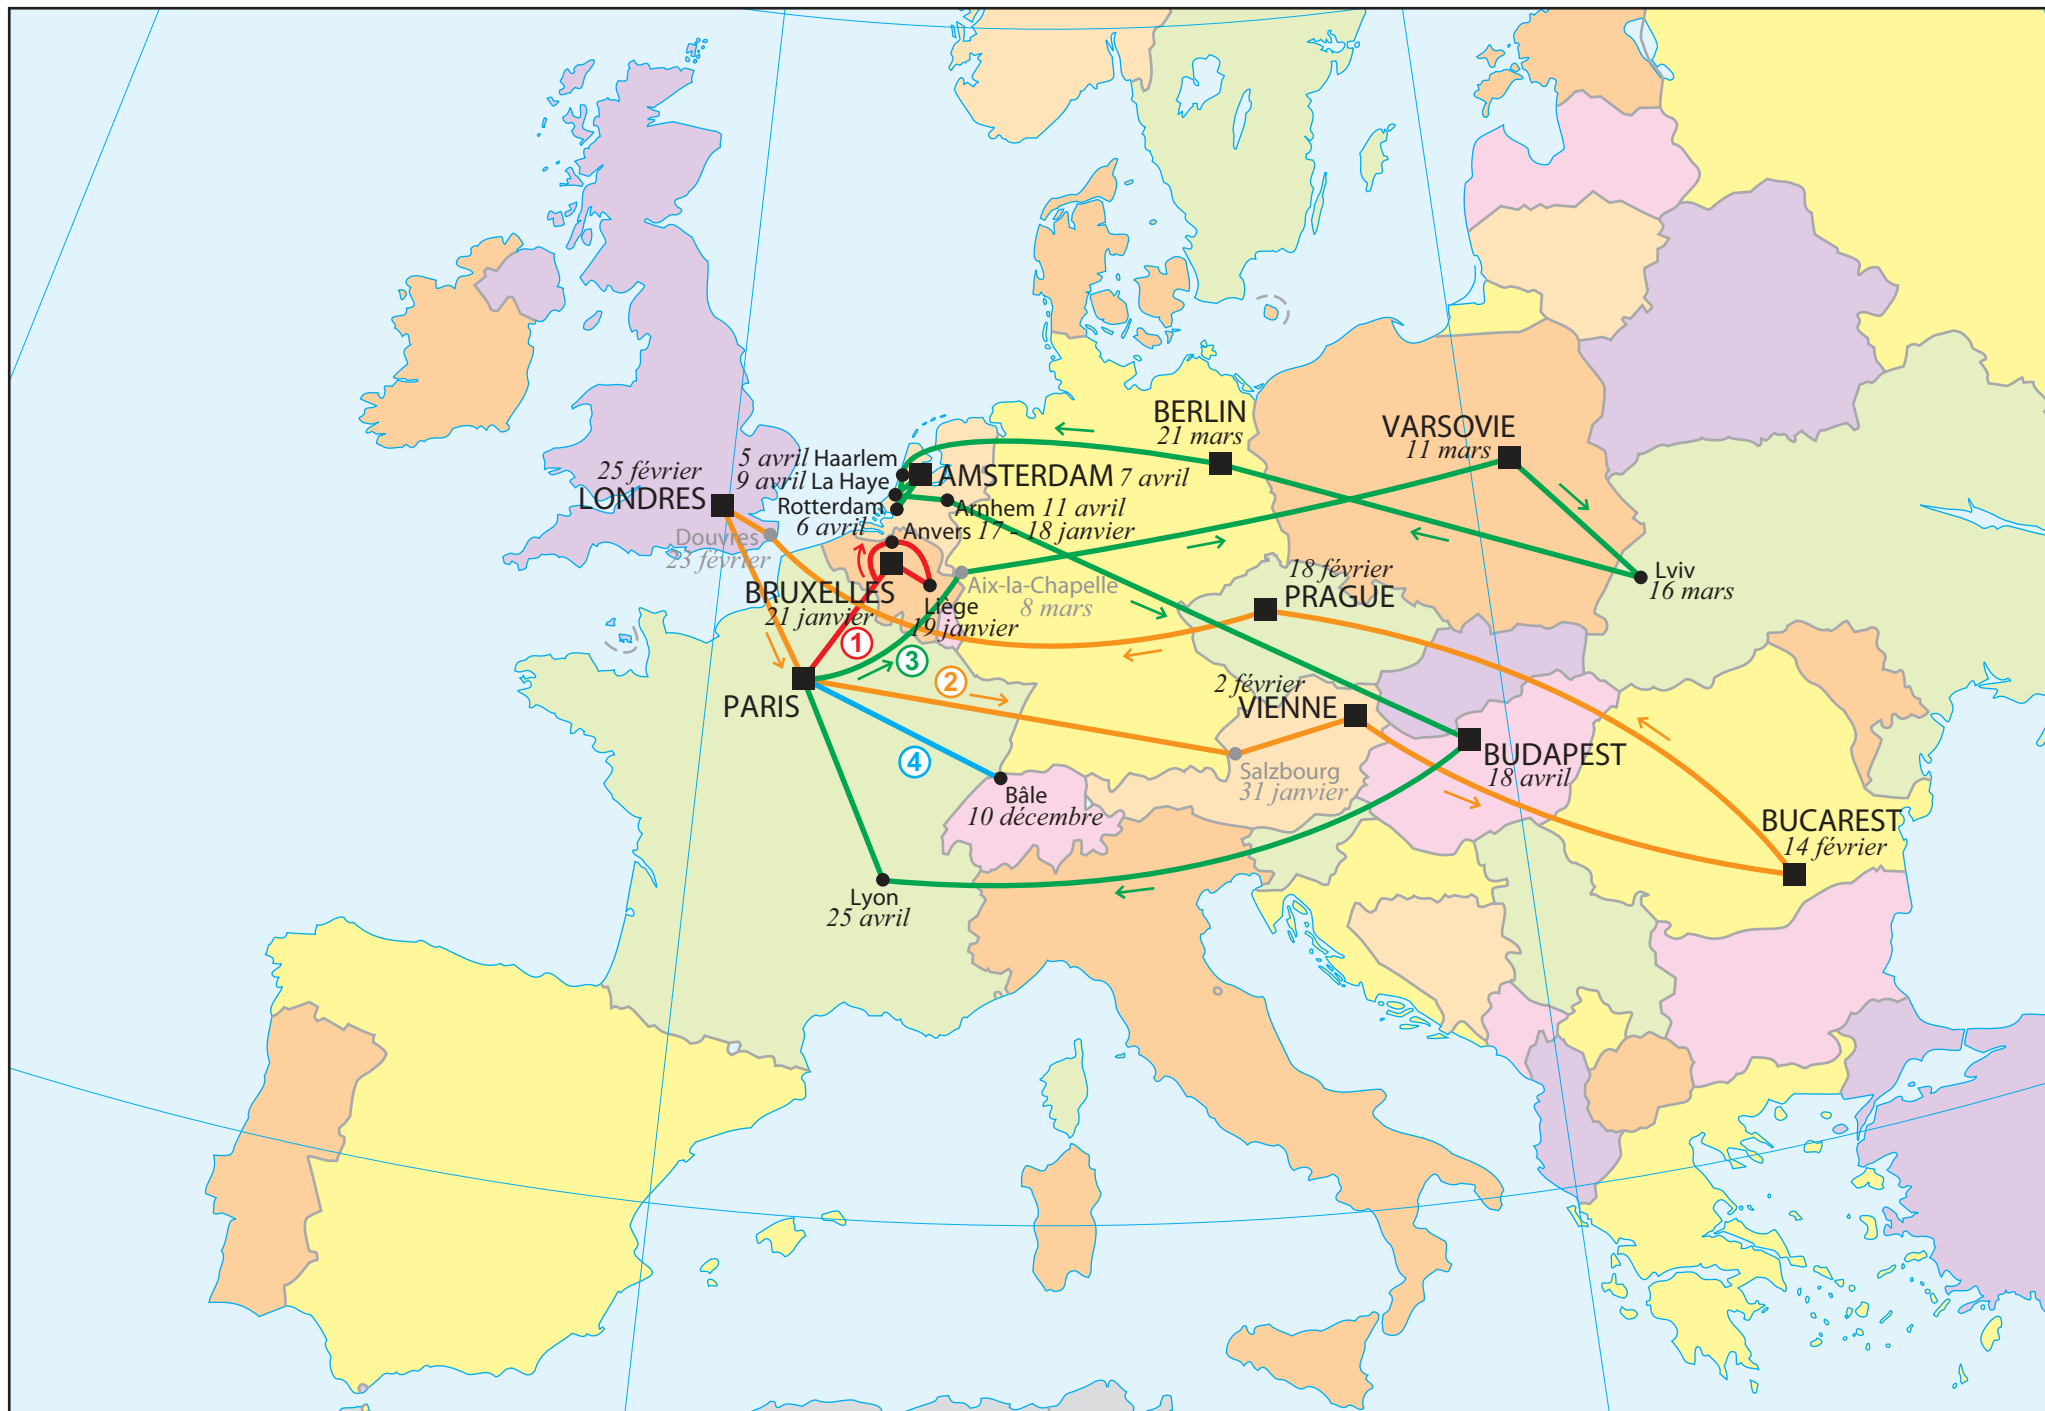 BERLIN
21 mars
VARSOVIE
11 mars
5 avril Haarlem
9 avril La Haye
AMSTERDAM 7 avril
25 février
LONDRES
Rotterdam
6 avril
Arnhem 11 avril
Anvers 17 - 18 janvier
Douvres
23 février
BRUXELLES
21 janvier
Liège
19 janvier
Aix-la-Chapelle
8 mars
18 février
PRAGUE
Lviv
16 mars
1
3
2
PARIS
2 février
VIENNE
4
Salzbourg
31 janvier
BUDAPEST
18 avril
Bâle
10 décembre
BUCAREST
14 février
Lyon
25 avril